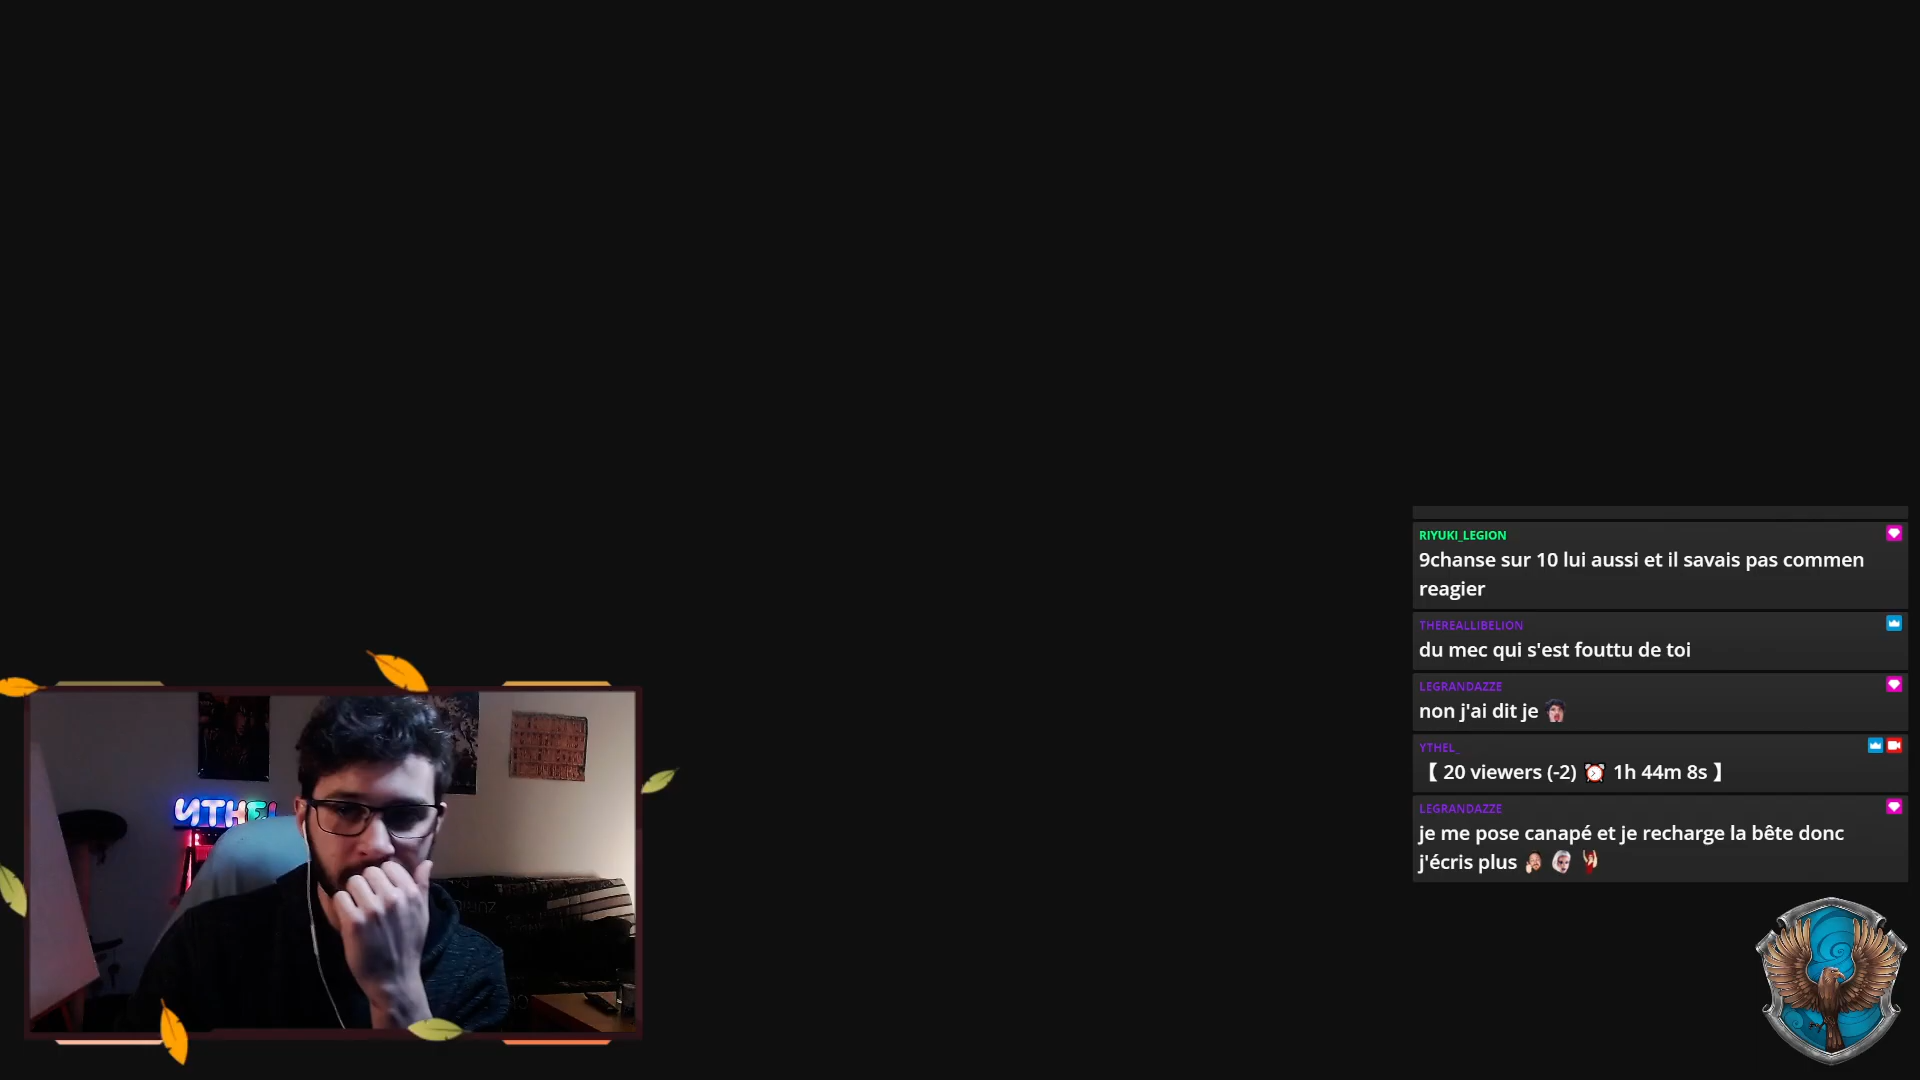 RIYUKI_LEGION
9chanse sur 10 lui aussi et il savais pas commen
reagier
THEREALLIBELION
du mec qui s'est fouttu de toi
LEGRANDAZZE
non j'ai dit je
YTHEL_
【 20 viewers (-2) ⏰ 1h 44m 8s 】
LEGRANDAZZE
je me pose canapé et je recharge la bête donc
j'écris plus
YTHEL